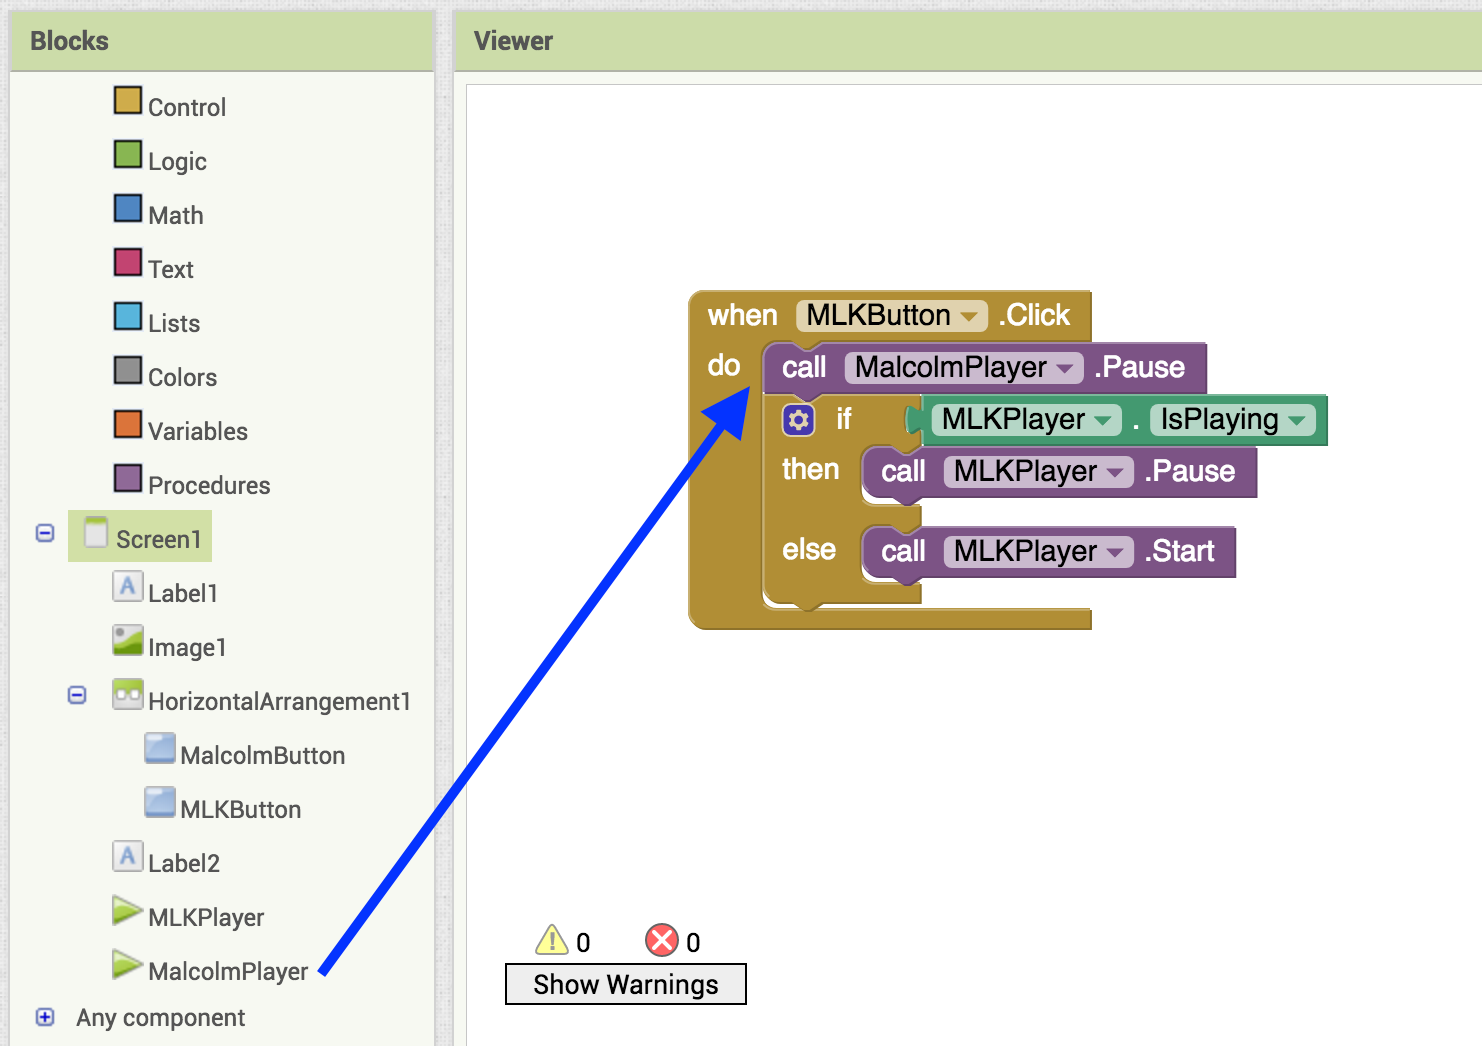 Blocks
Control
Logic
Math
Text
Lists
Colors
Variables
Procedures
Screen1
Label1
Image1
HorizontalArrangement1
MalcolmButton
MLKButton
Label2
MLKPlayer
MalcolmPlayer
Any component
Viewer
when MLKButton .Click
do call MalcolmPlayer .Pause
if MLKPlayer . IsPlaying
then call MLKPlayer .Pause
else call MLKPlayer .Start
0 0
Show Warnings